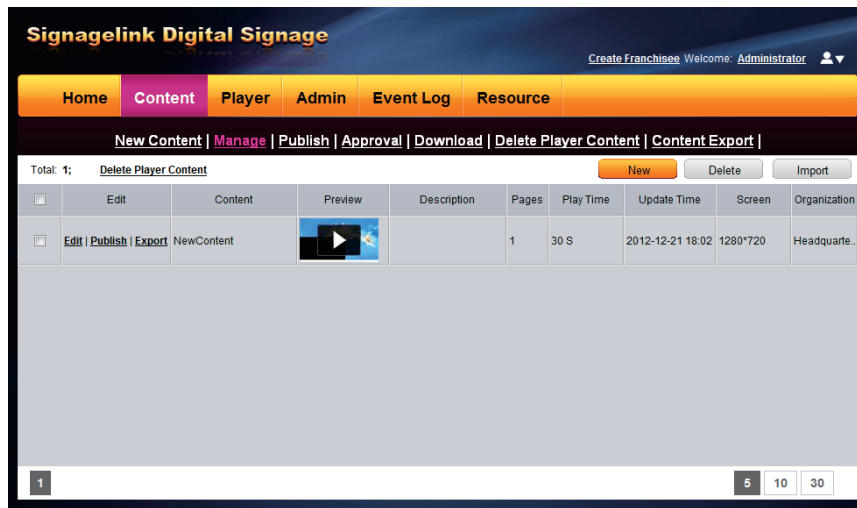 Signagelink Digital Signage
Create Franchisee Welcome: Administrator
Home Content Player Admin Event Log Resource
New Content | Manage | Publish | Approval | Download | Delete Player Content | Content Export |
Total: 1; Delete Player Content New Delete Import
Edit Content Preview Description Pages Play Time Update Time Screen Organization
Edit | Publish | Export NewContent 1 30 S 2012-12-21 18:02 1280*720 Headquarte..
1 5 10 30